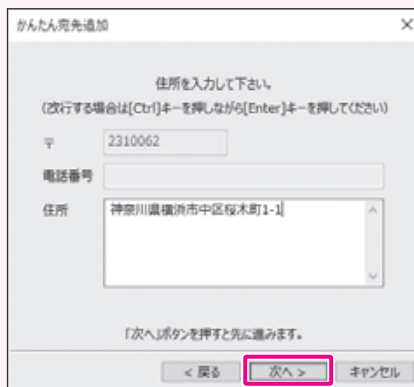 かんたん宛先追加
住所を入力して下さい。
(改行する場合は[Ctrl]キーを押しながら[Enter]キーを押してください)
〒 2310062
電話番号
住所 神奈川県横浜市中区桜木町1-1
「次へ」ボタンを押すと先に進みます。
< 戻る 次へ > キャンセル